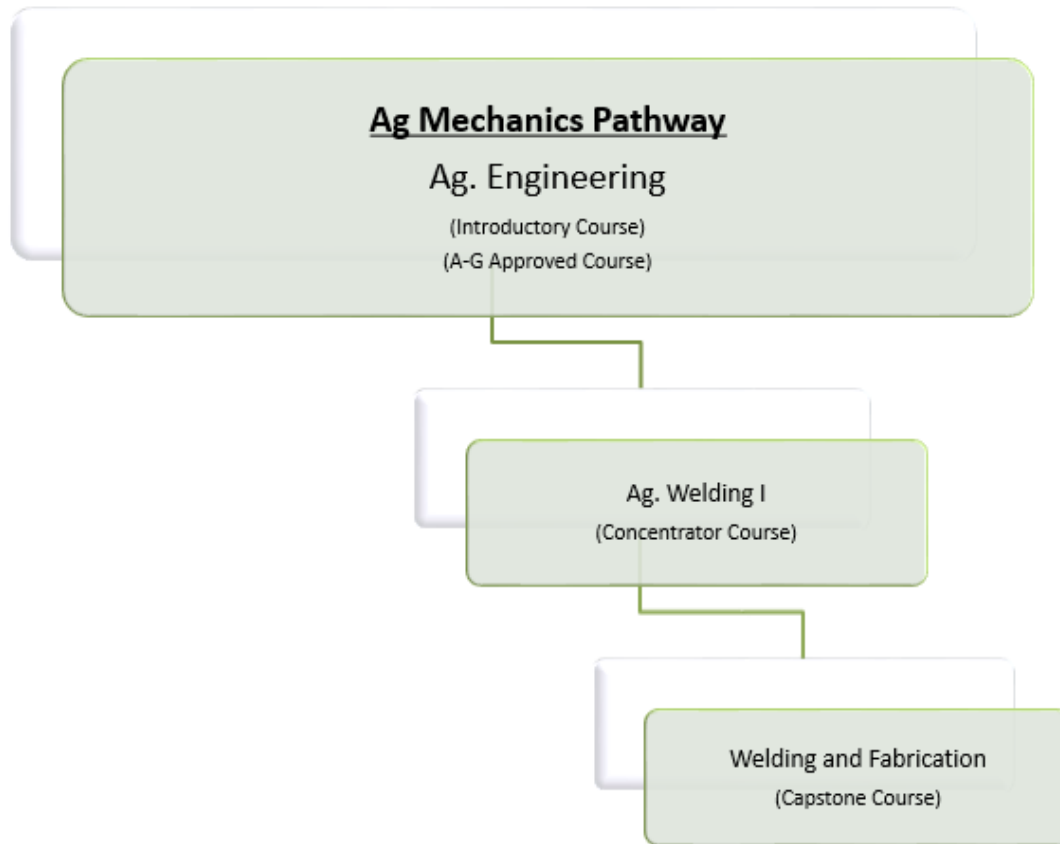 Ag Mechanics Pathway
Ag. Engineering
(Introductory Course)
(A-G Approved Course)
Ag. Welding I
(Concentrator Course)
Welding and Fabrication
(Capstone Course)